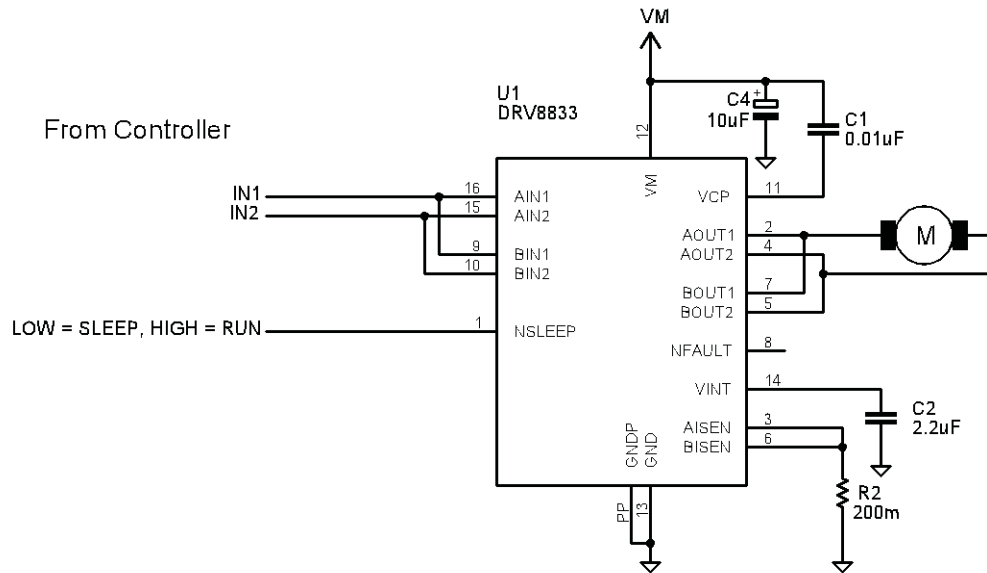 VM
U1
DRV8833
C4
+
10uF
C1
0.01uF
12
From Controller
VM
IN1
16
AIN1
VCP
11
IN2
15
AIN2
AOUT1
2
M
9
BIN1
AOUT2
4
10
BIN2
BOUT1
7
BOUT2
5
LOW = SLEEP, HIGH = RUN
1
NSLEEP
NFAULT
8
VINT
14
C2
2.2uF
AISEN
3
BISEN
6
GNDP
GND
R2
200m
PP
13